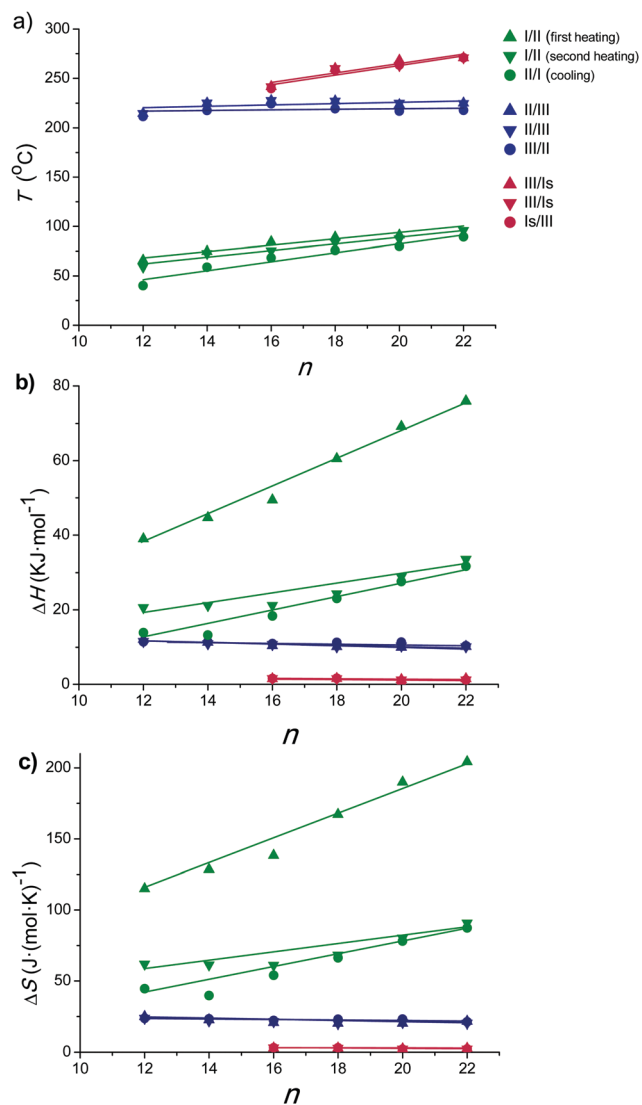 a)
300
250
200
150
100
50
0
T (°C)
10 12 14 16 18 20 22
n
I/II (first heating)
I/II (second heating)
II/I (cooling)
II/III
II/III
III/II
III/Is
III/Is
Is/III
b)
80
60
40
20
0
ΔH (KJ·mol⁻¹)
10 12 14 16 18 20 22
n
c)
200
150
100
50
0
ΔS (J·(mol·K)⁻¹)
10 12 14 16 18 20 22
n